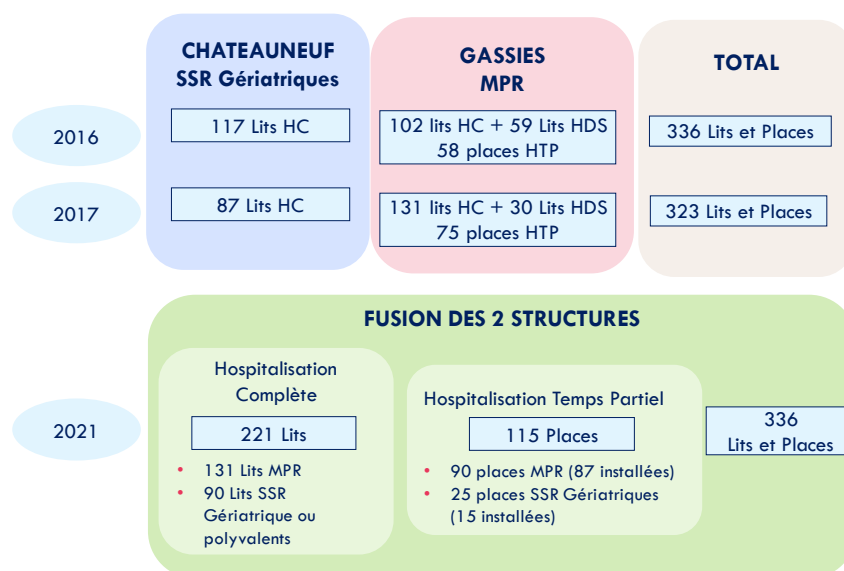 CHATEAUNEUF
SSR Gériatriques
GASSIES
MPR
TOTAL
2016
117 Lits HC
102 lits HC + 59 Lits HDS
58 places HTP
336 Lits et Places
2017
87 Lits HC
131 lits HC + 30 Lits HDS
75 places HTP
323 Lits et Places
FUSION DES 2 STRUCTURES
2021
Hospitalisation
Complète
221 Lits
• 131 Lits MPR
• 90 Lits SSR
Gériatrique ou
polyvalents
Hospitalisation Temps Partiel
115 Places
• 90 places MPR (87 installées)
• 25 places SSR Gériatriques
(15 installées)
336
Lits et Places